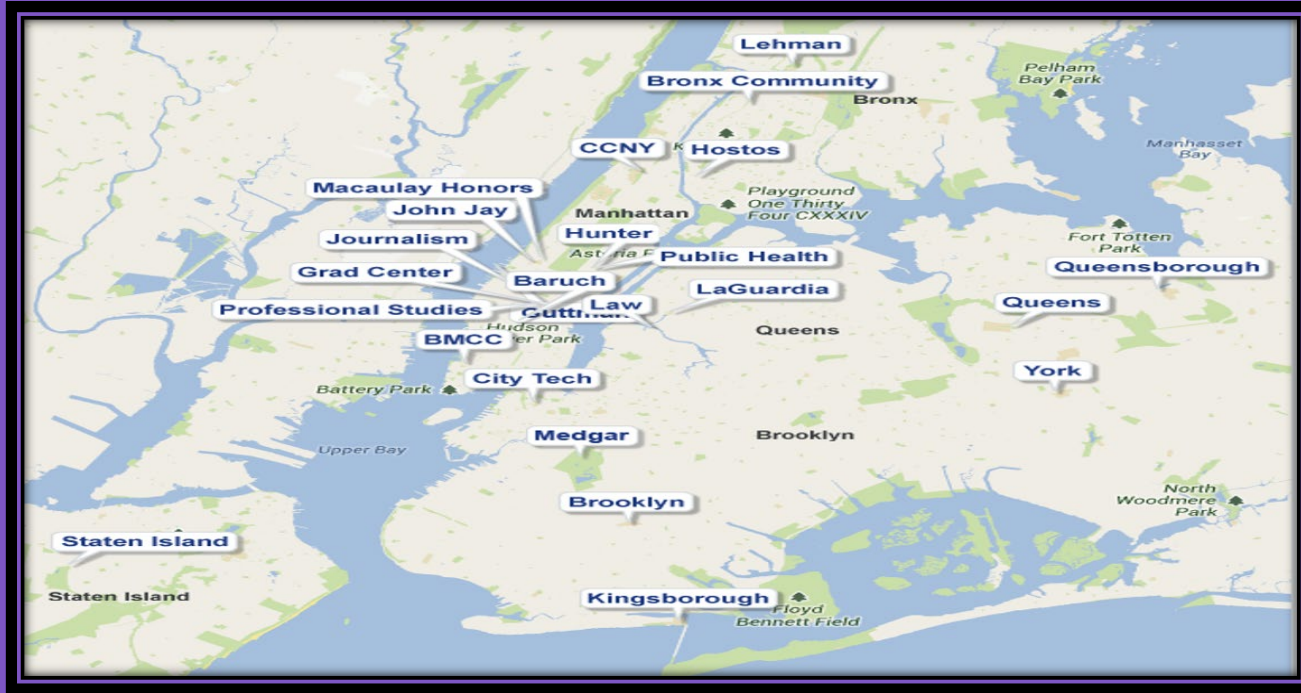 Lehman
Pelham
Bay Park
Bronx Community
Bronx
Manhasset
Bay
CCNY
K
Hostos
Macaulay Honors
Playground
One Thirty
Four CXXXIV
John Jay
Manhattan
Journalism
Hunter
Fort Totten
Park
Public Health
Queensborough
Grad Center
Baruch
LaGuardia
Queens
Professional Studies
Law
Hudson
er Park
Queens
BMCC
York
City Tech
Battery Park
Medgar
Brooklyn
Upper Bay
Brooklyn
North
Woodmere
Park
Staten Island
Staten Island
Kingsborough
Floyd
Bennett Field